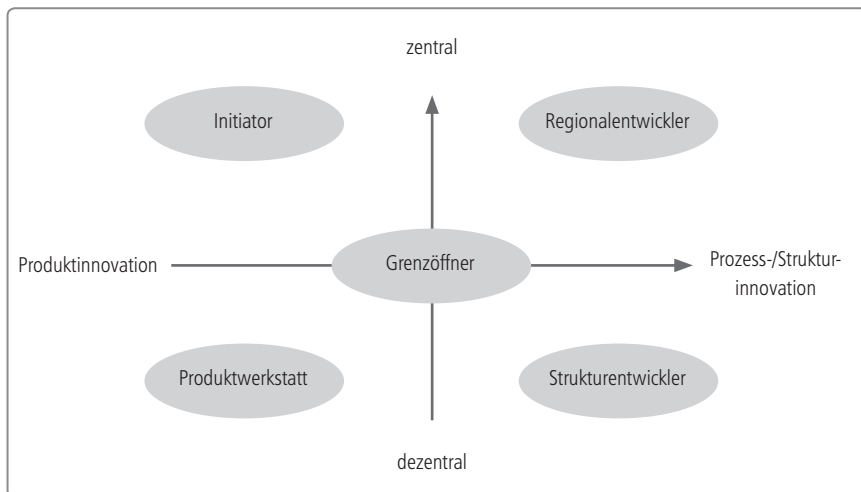 zentral
Initiator
Regionalentwickler
Produktinnovation
Grenzöffner
Prozess-/Struktur-
innovation
Produktwerkstatt
Strukturentwickler
dezentral